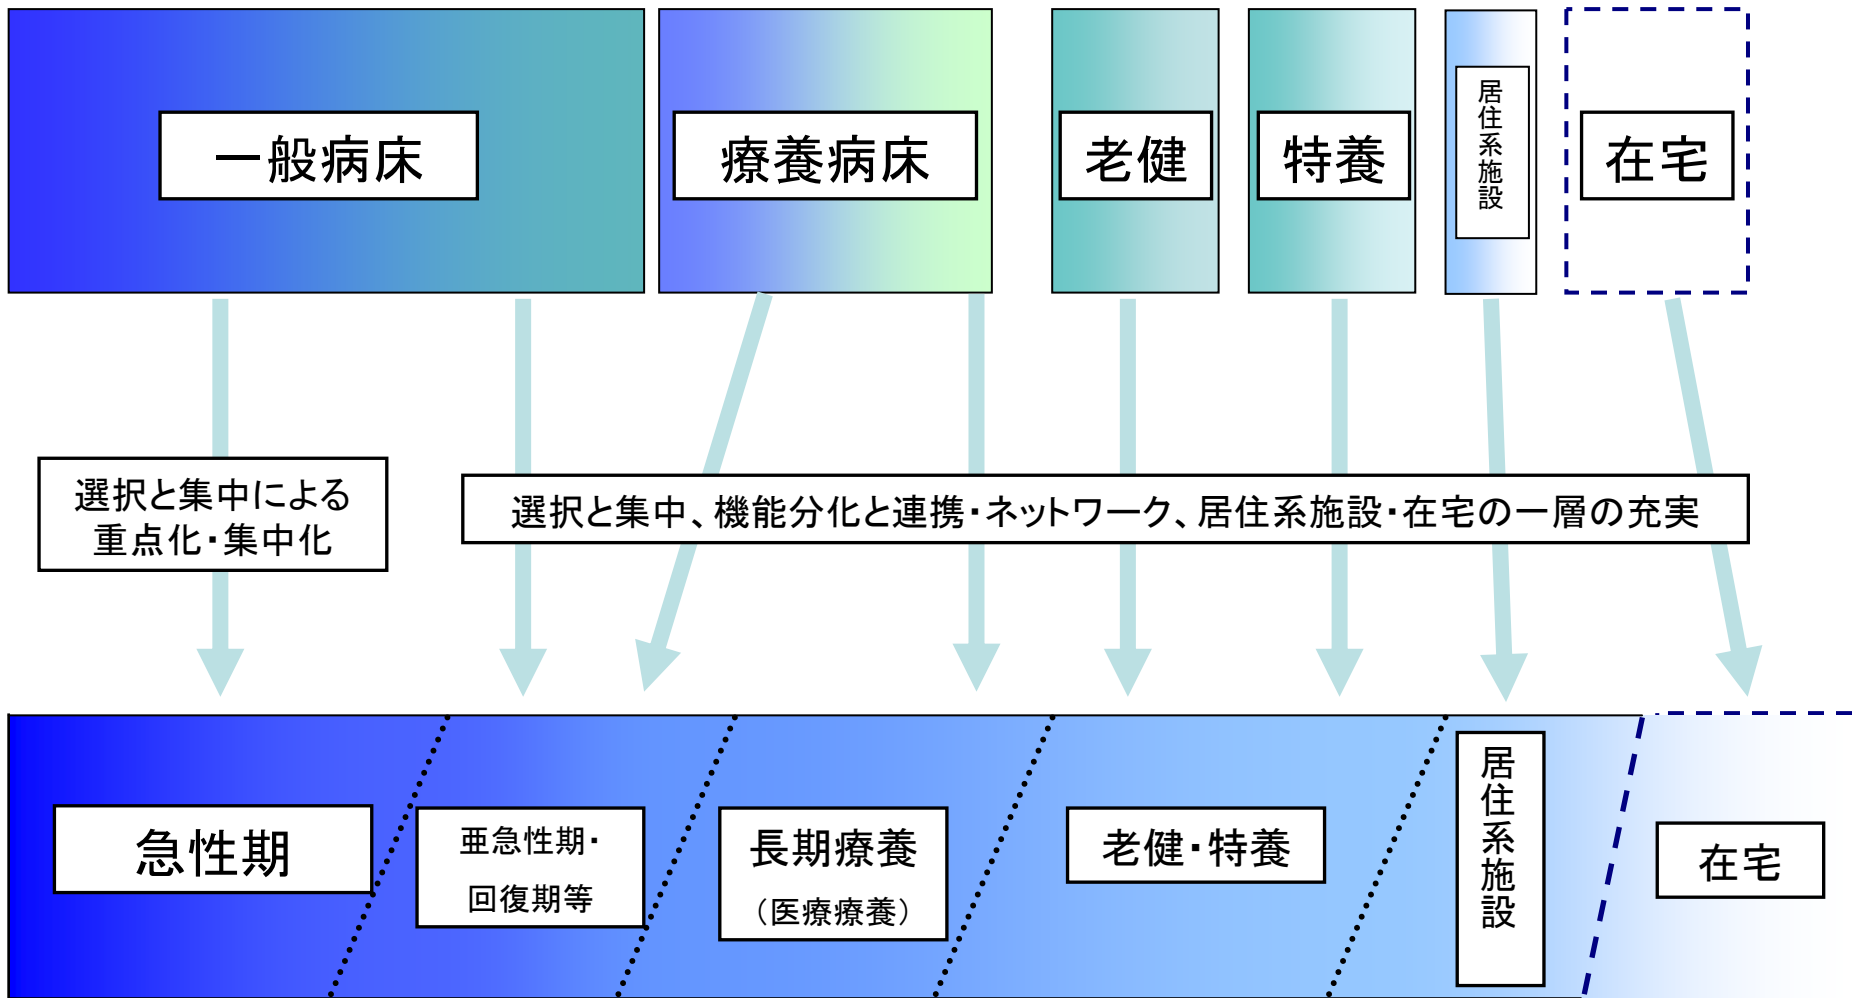 一般病床
療養病床
老健
特養
居住系施設
在宅
選択と集中による
重点化・集中化
選択と集中、機能分化と連携・ネットワーク、居住系施設・在宅の一層の充実
急性期
亜急性期・
回復期等
長期療養
（医療療養）
老健・特養
居住系施設
在宅